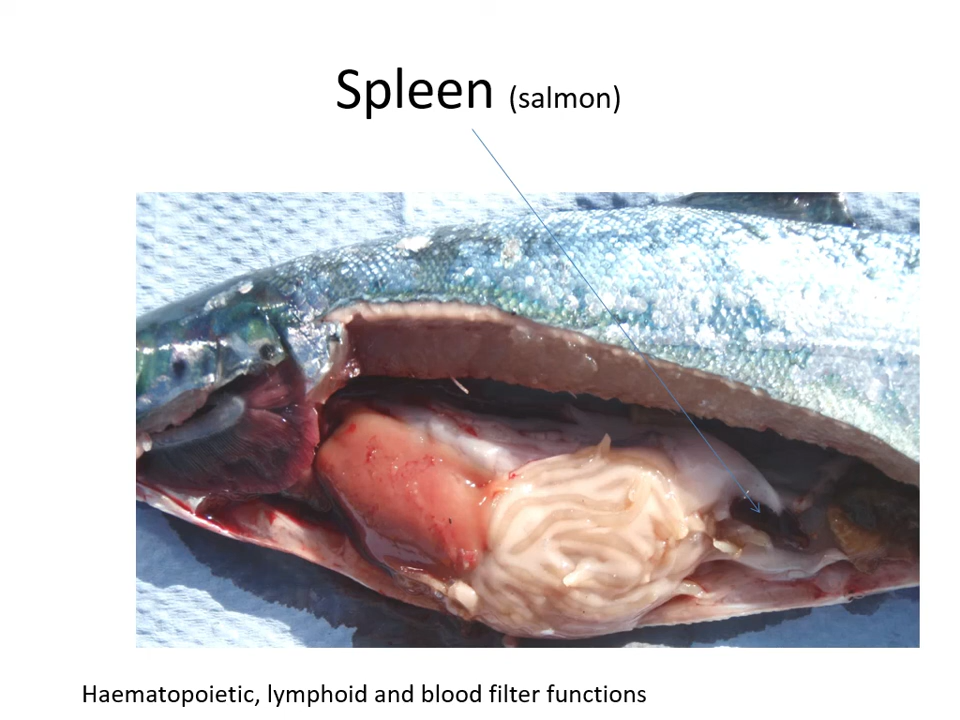 Spleen (salmon)
Haematopoietic, lymphoid and blood filter functions